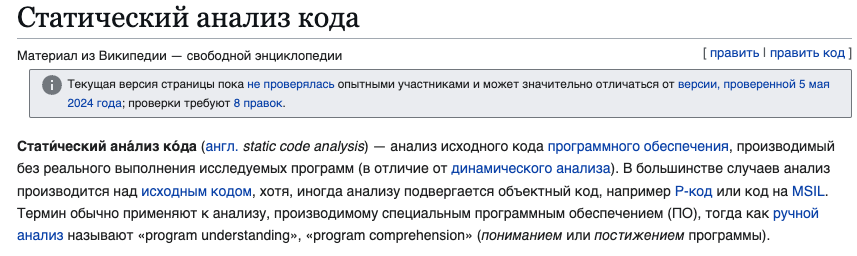 Статический анализ кода
Материал из Википедии — свободной энциклопедии
[ править | править код ]
Текущая версия страницы пока не проверялась опытными участниками и может значительно отличаться от версии, проверенной 5 мая
2024 года; проверки требуют 8 правок.
Стати́ческий ана́лиз ко́да (англ. static code analysis) — анализ исходного кода программного обеспечения, производимый
без реального выполнения исследуемых программ (в отличие от динамического анализа). В большинстве случаев анализ
производится над исходным кодом, хотя, иногда анализу подвергается объектный код, например P-код или код на MSIL.
Термин обычно применяют к анализу, производимому специальным программным обеспечением (ПО), тогда как ручной
анализ называют «program understanding», «program comprehension» (пониманием или постижением программы).